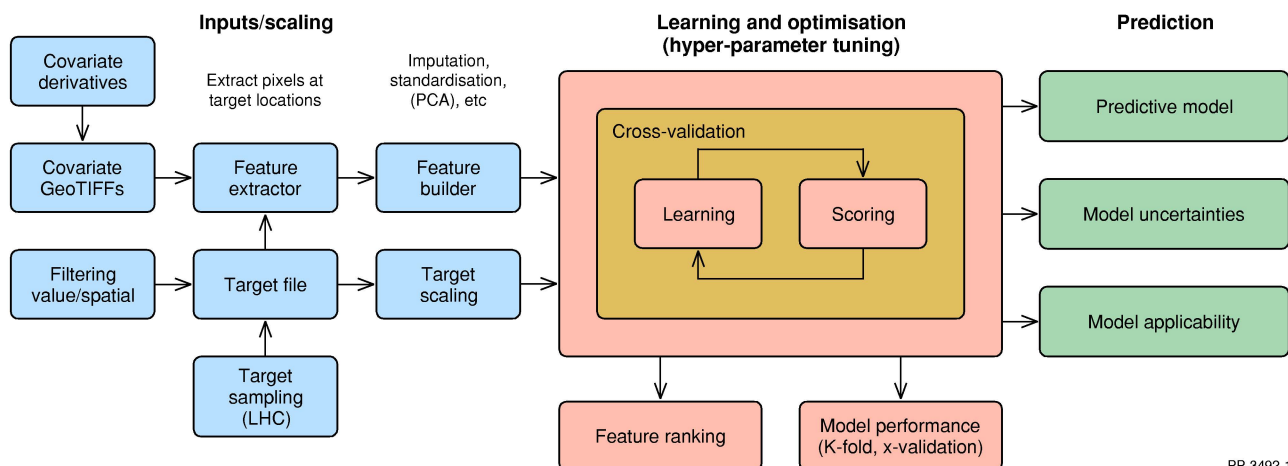 Inputs/scaling
Learning and optimisation
(hyper-parameter tuning)
Prediction
Covariate
derivatives
Extract pixels at
target locations
Imputation,
standardisation,
(PCA), etc
Covariate
GeoTIFFs
Feature
extractor
Feature
builder
Filtering
value/spatial
Target file
Target
scaling
Target
sampling
(LHC)
Cross-validation
Learning
Scoring
Predictive model
Model uncertainties
Model applicability
Feature ranking
Model performance
(K-fold, x-validation)